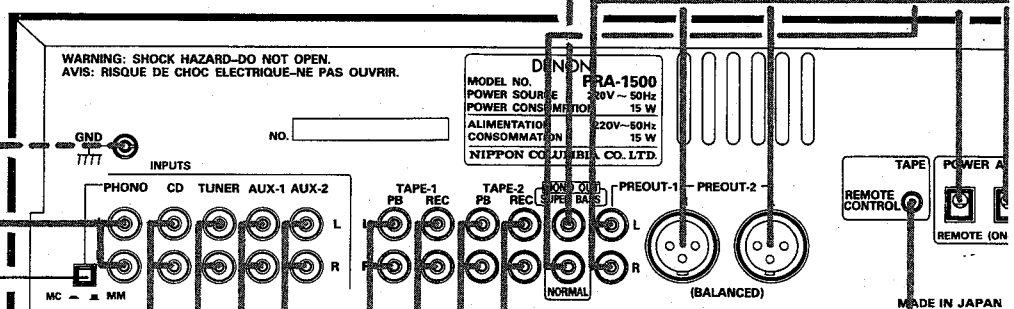 WARNING: SHOCK HAZARD–DO NOT OPEN.
AVIS: RISQUE DE CHOC ELECTRIQUE–NE PAS OUVRIR.
DENON
MODEL NO. PRA-1500
POWER SOURCE 220V ~ 50Hz
POWER CONSUMPTION 15 W
ALIMENTATION 220V~50Hz
CONSOMMATION 15 W
NIPPON COLUMBIA CO. LTD.
GND
NO.
INPUTS
PHONO CD TUNER AUX-1 AUX-2
TAPE-1 TAPE-2
PB REC PB REC
MONO OUT
SUPER BASS
PREOUT-1 PREOUT-2
TAPE
REMOTE
CONTROL
POWER A
REMOTE (ON
L L L
R R R
NORMAL
(BALANCED)
MC MM
MADE IN JAPAN